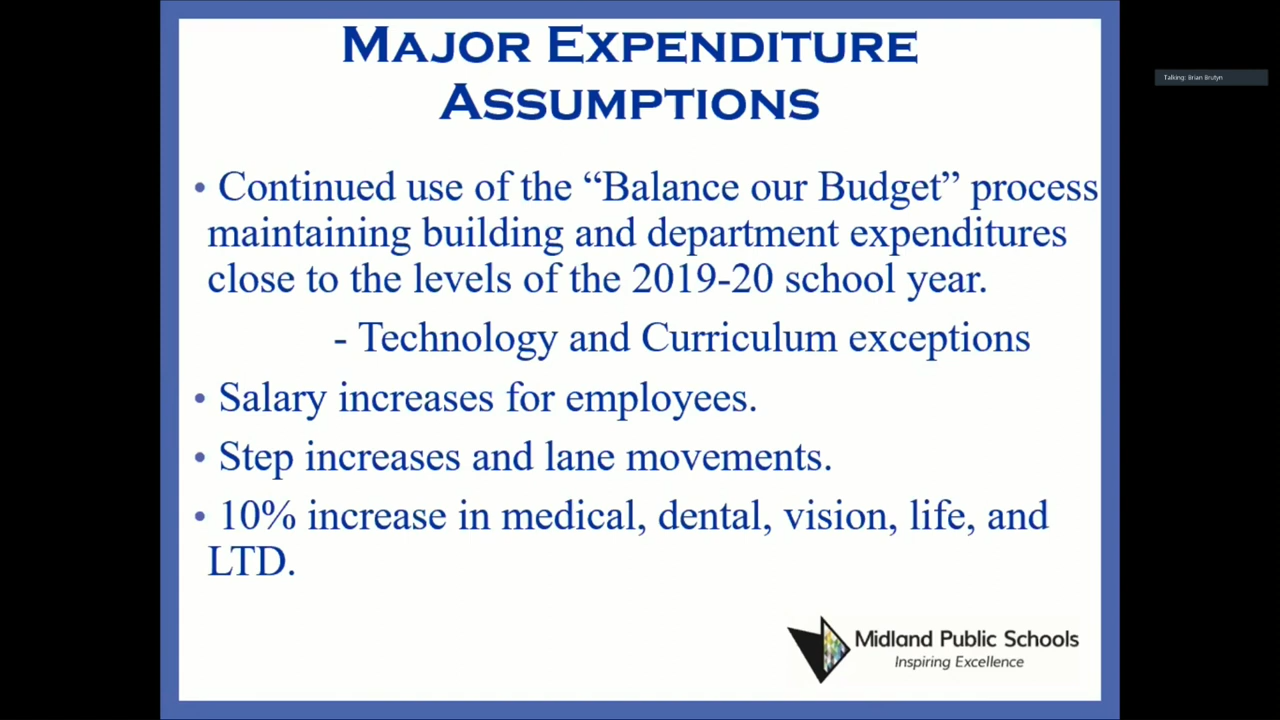 MAJOR EXPENDITURE
ASSUMPTIONS
Talking: Brian Brutyn
• Continued use of the “Balance our Budget” process
maintaining building and department expenditures
close to the levels of the 2019-20 school year.
- Technology and Curriculum exceptions
• Salary increases for employees.
• Step increases and lane movements.
• 10% increase in medical, dental, vision, life, and
LTD.
Midland Public Schools
Inspiring Excellence